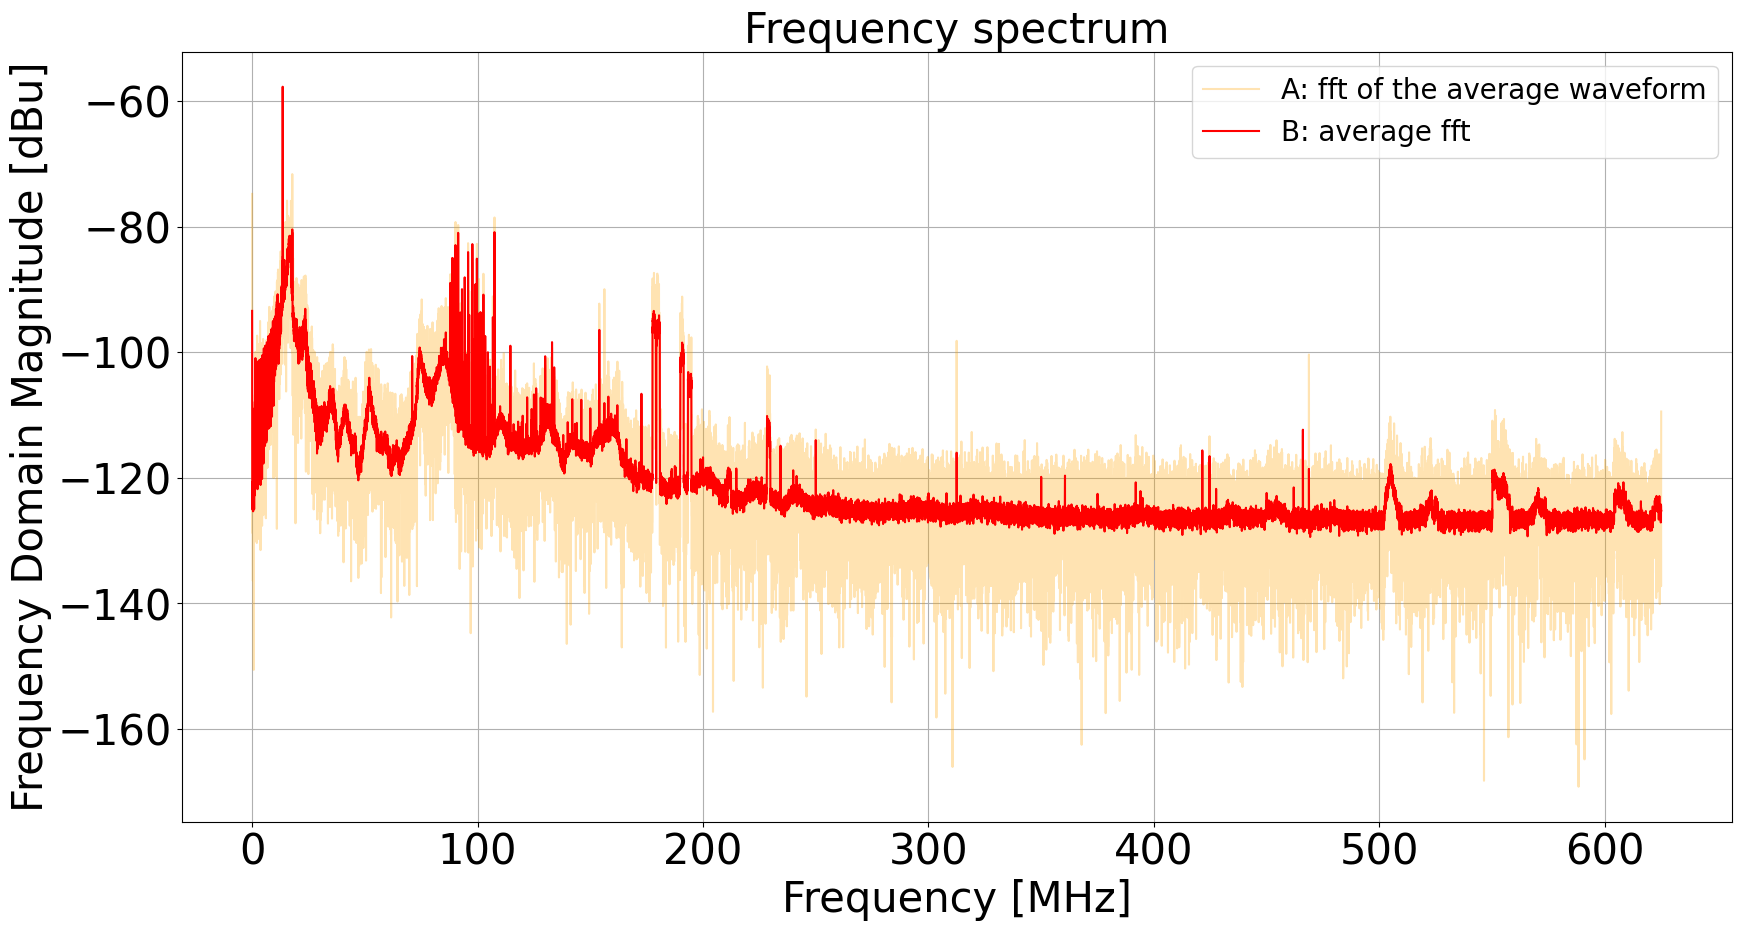 Frequency spectrum
A: fft of the average waveform
B: average fft
Frequency Domain Magnitude [dBu]
−60
−80
−100
−120
−140
−160
0 100 200 300 400 500 600
Frequency [MHz]